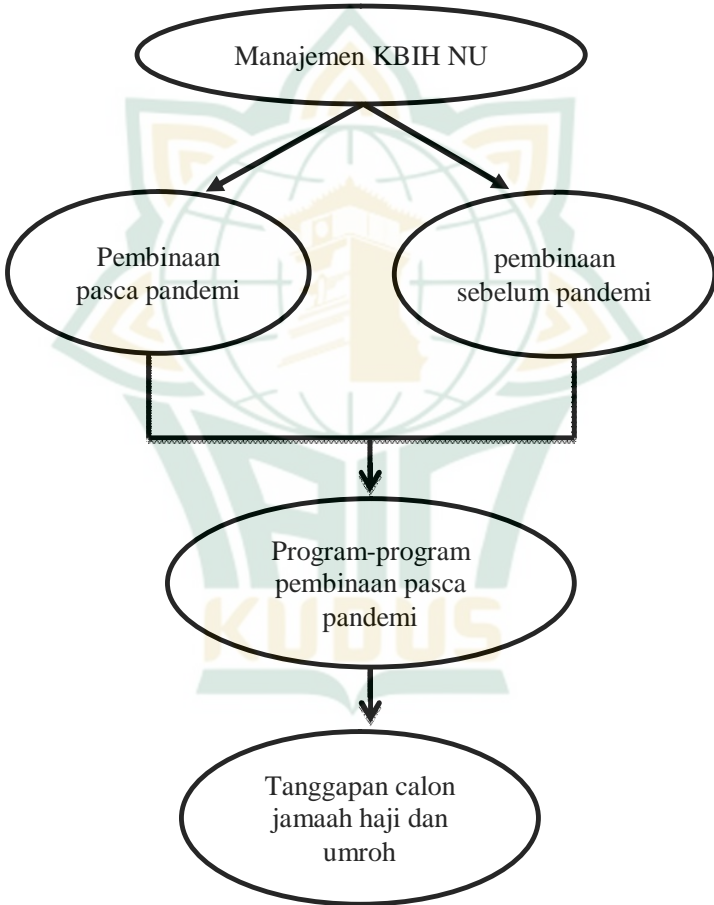 Manajemen KBIH NU
Pembinaan
pasca pandemi
pembinaan
sebelum pandemi
Program-program
pembinaan pasca
pandemi
KUDUS
Tanggapan calon
jamaah haji dan
umroh